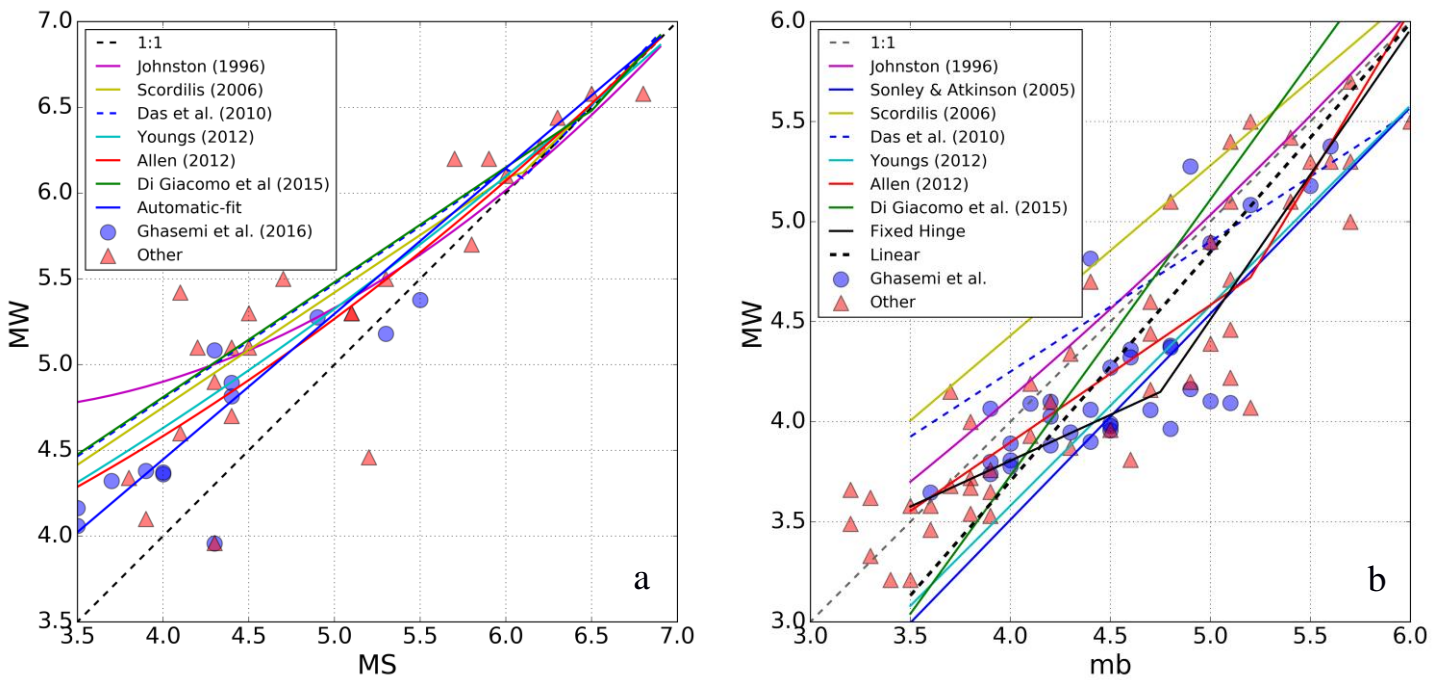 7.0
6.5
6.0
5.5
5.0
4.5
4.0
3.5
MW
1:1
Johnston (1996)
Scordilis (2006)
Das et al. (2010)
Youngs (2012)
Allen (2012)
Di Giacomo et al (2015)
Automatic-fit
Ghasemi et al. (2016)
Other
a
3.5 4.0 4.5 5.0 5.5 6.0 6.5 7.0
MS
6.0
5.5
5.0
4.5
4.0
3.5
3.0
MW
1:1
Johnston (1996)
Sonley & Atkinson (2005)
Scordilis (2006)
Das et al. (2010)
Youngs (2012)
Allen (2012)
Di Giacomo et al. (2015)
Fixed Hinge
Linear
Ghasemi et al.
Other
b
3.0 3.5 4.0 4.5 5.0 5.5 6.0
mb